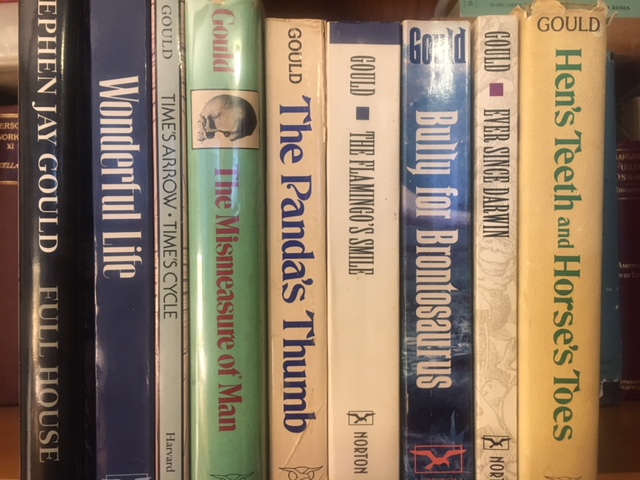 EPHEN JAY GOULD FULL HOUSE
Wonderful Life
GOULD TIME'S ARROW • TIME'S CYCLE Harvard
Gould The Mismeasure of Man
GOULD The Panda's Thumb
GOULD ■ THE FLAMINGO'S SMILE NORTON
Gould Bully for Brontosaurus
GOULD ■ EVER SINCE DARWIN NOR
GOULD Hen's Teeth and Horse's Toes